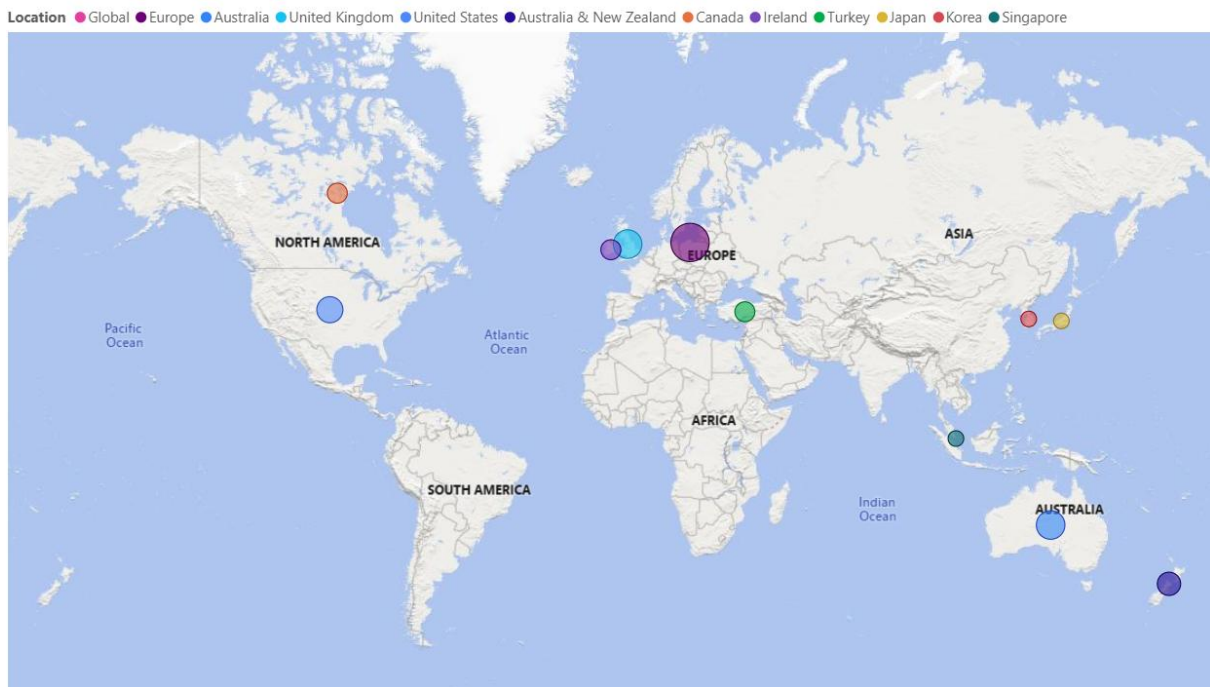 Location Global Europe Australia United Kingdom United States Australia & New Zealand Canada Ireland Turkey Japan Korea Singapore
NORTH AMERICA
ASIA
EUROPE
Pacific
Ocean
Atlantic
Ocean
AFRICA
SOUTH AMERICA
Indian
Ocean
AUSTRALIA